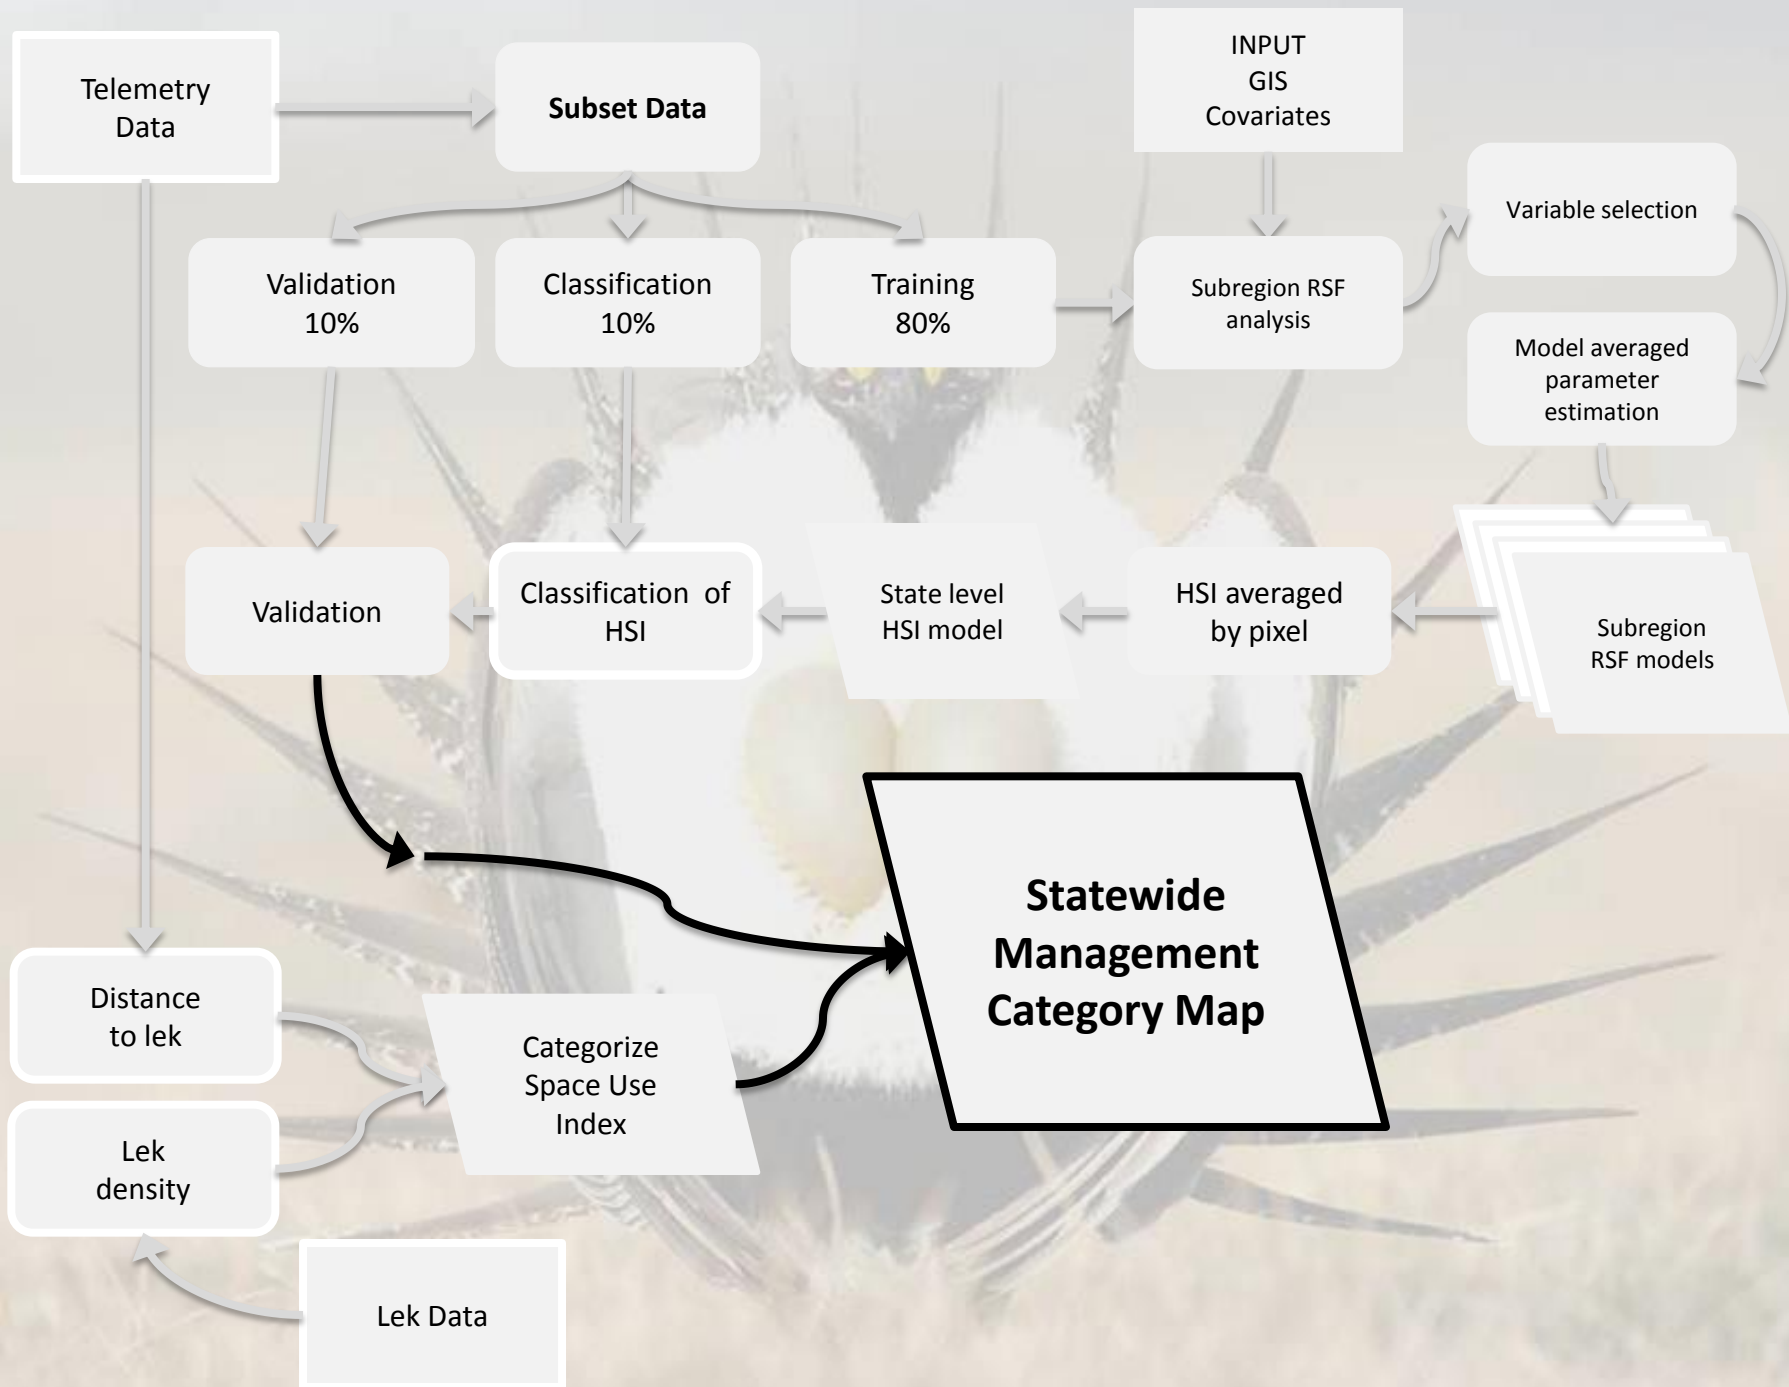 Telemetry
Data
Subset Data
INPUT
GIS
Covariates
Variable selection
Validation
10%
Classification
10%
Training
80%
Subregion RSF
analysis
Model averaged
parameter
estimation
Validation
Classification of
HSI
State level
HSI model
HSI averaged
by pixel
Subregion
RSF models
Statewide
Management
Category Map
Distance
to lek
Categorize
Space Use
Index
Lek
density
Lek Data